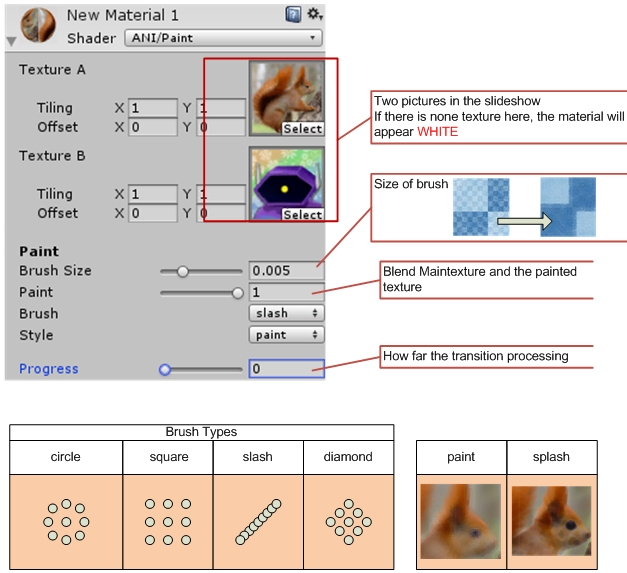 New Material 1
Shader ANI/Paint
Texture A
Tiling X 1 Y 1
Offset X 0 Y 0
Select
Texture B
Tiling X 1 Y 1
Offset X 0 Y 0
Select
Paint
Brush Size 0.005
Paint 1
Brush slash
Style paint
Progress 0
Two pictures in the slideshow
If there is none texture here, the material will
appear WHITE
Size of brush
Blend Maintexture and the painted
texture
How far the transition processing
Brush Types
circle square slash diamond
paint splash